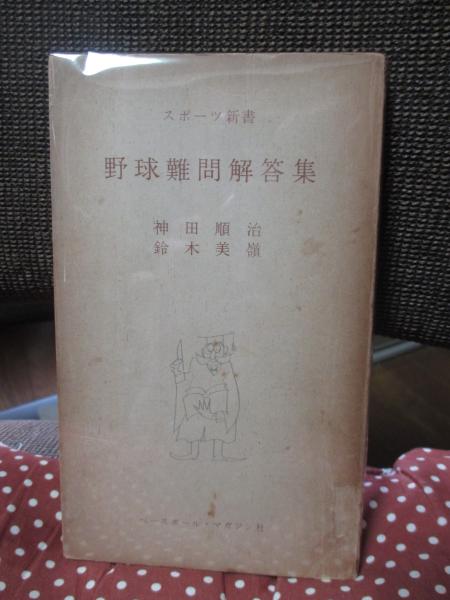 スポーツ新書
野球難問解答集
神田順治
鈴木美嶺
ベースボール・マガジン社